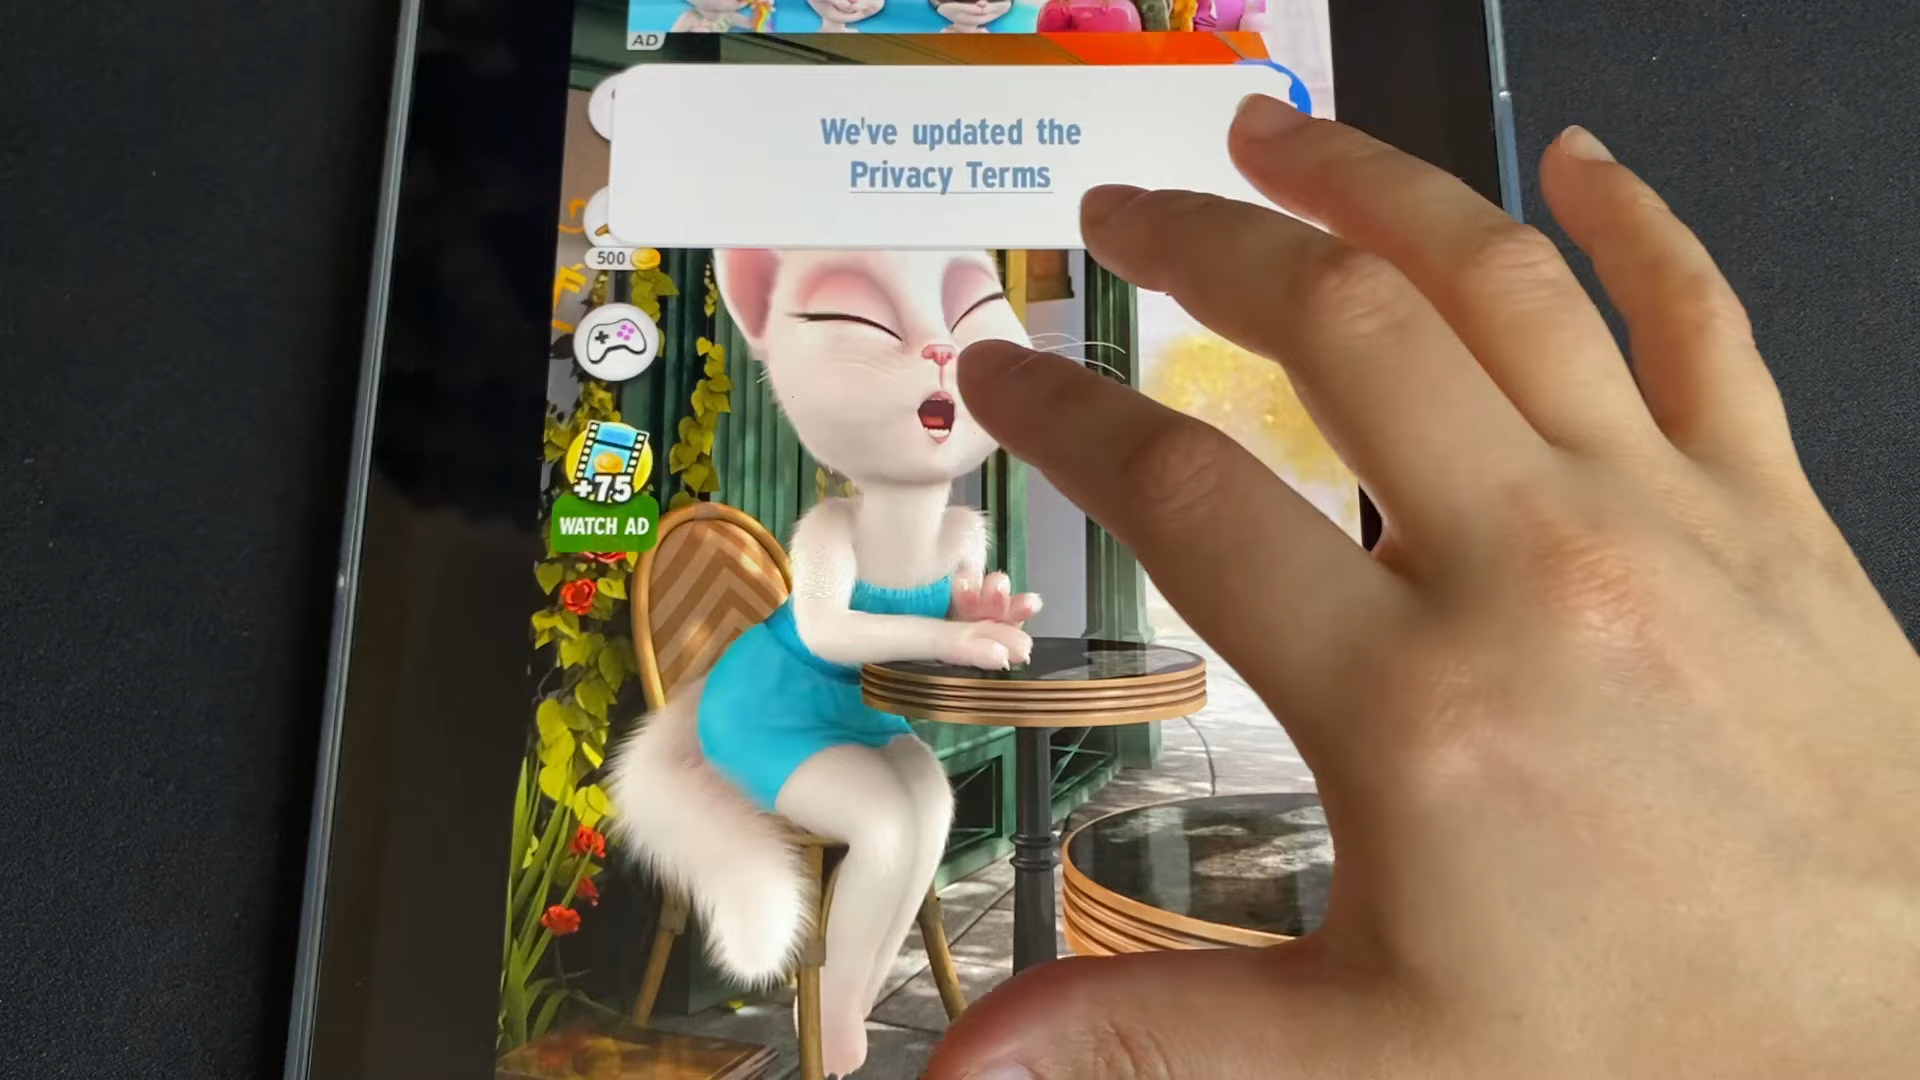 AD
We've updated the
Privacy Terms
500
+75
WATCH AD